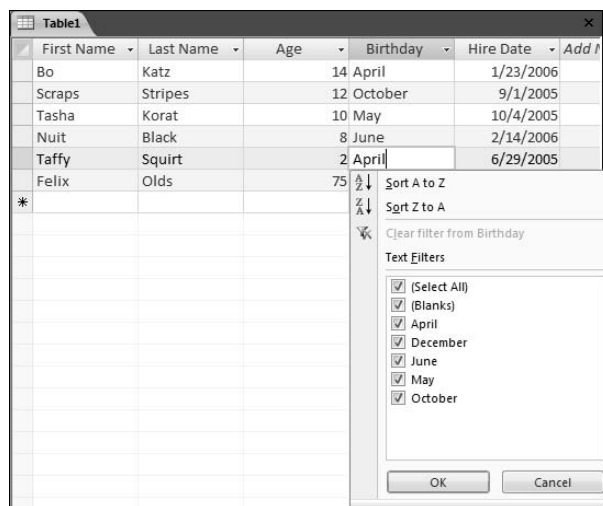 Table1
First Name Last Name Age Birthday Hire Date Add
Bo Katz 14 April 1/23/2006
Scraps Stripes 12 October 9/1/2005
Tasha Korat 10 May 10/4/2005
Nuit Black 8 June 2/14/2006
Taffy Squirt 2 April 6/29/2005
Felix Olds 75
*
Sort A to Z
Sort Z to A
Clear filter from Birthday
Text Filters
(Select All)
(Blanks)
April
December
June
May
October
OK Cancel